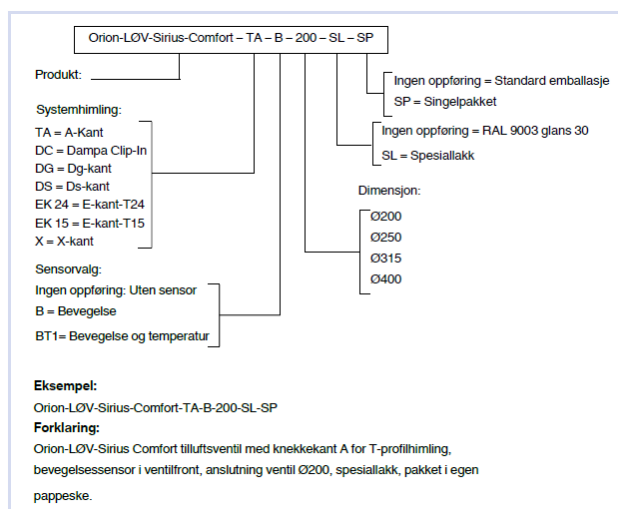 Orion-LØV-Sirius-Comfort – TA – B – 200 – SL – SP
Produkt:
Ingen oppføring = Standard emballasje
SP = Singelpakket
Systemhimling:
TA = A-Kant
DC = Dampa Clip-In
DG = Dg-kant
DS = Ds-kant
EK 24 = E-kant-T24
EK 15 = E-kant-T15
X = X-kant
Ingen oppføring = RAL 9003 glans 30
SL = Spesiallakk
Dimensjon:
Ø200
Ø250
Ø315
Ø400
Sensorvalg:
Ingen oppføring: Uten sensor
B = Bevegelse
BT1= Bevegelse og temperatur
Eksempel:
Orion-LØV-Sirius-Comfort-TA-B-200-SL-SP
Forklaring:
Orion-LØV-Sirius Comfort tilluftsventil med knekkekant A for T-profilhimling,
bevegelsessensor i ventilfront, anslutning ventil Ø200, spesiallakk, pakket i egen
pappeske.